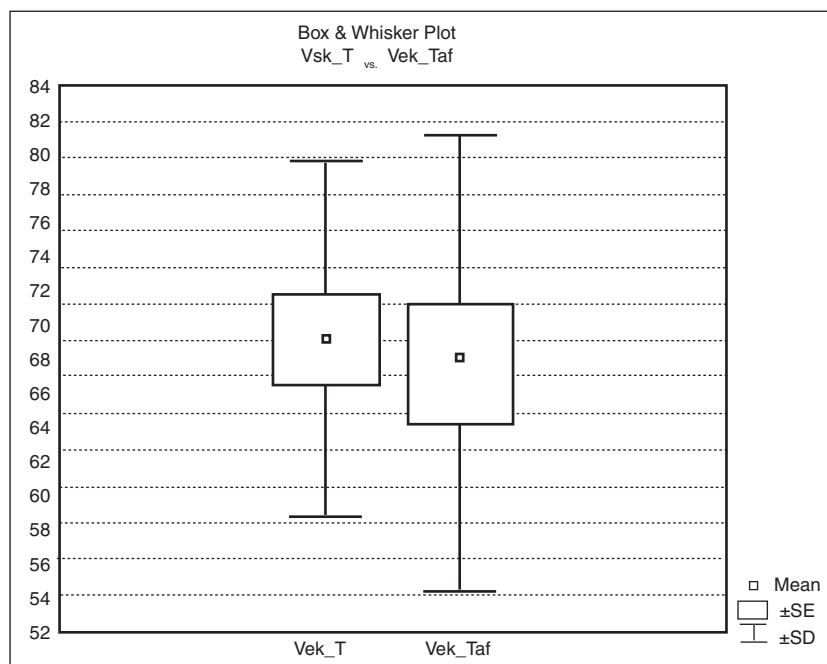 Box & Whisker Plot
Vsk_T vs. Vek_Taf
84
82
80
78
76
74
72
70
68
66
64
62
60
58
56
54
52
Vek_T
Vek_Taf
Mean
±SE
±SD